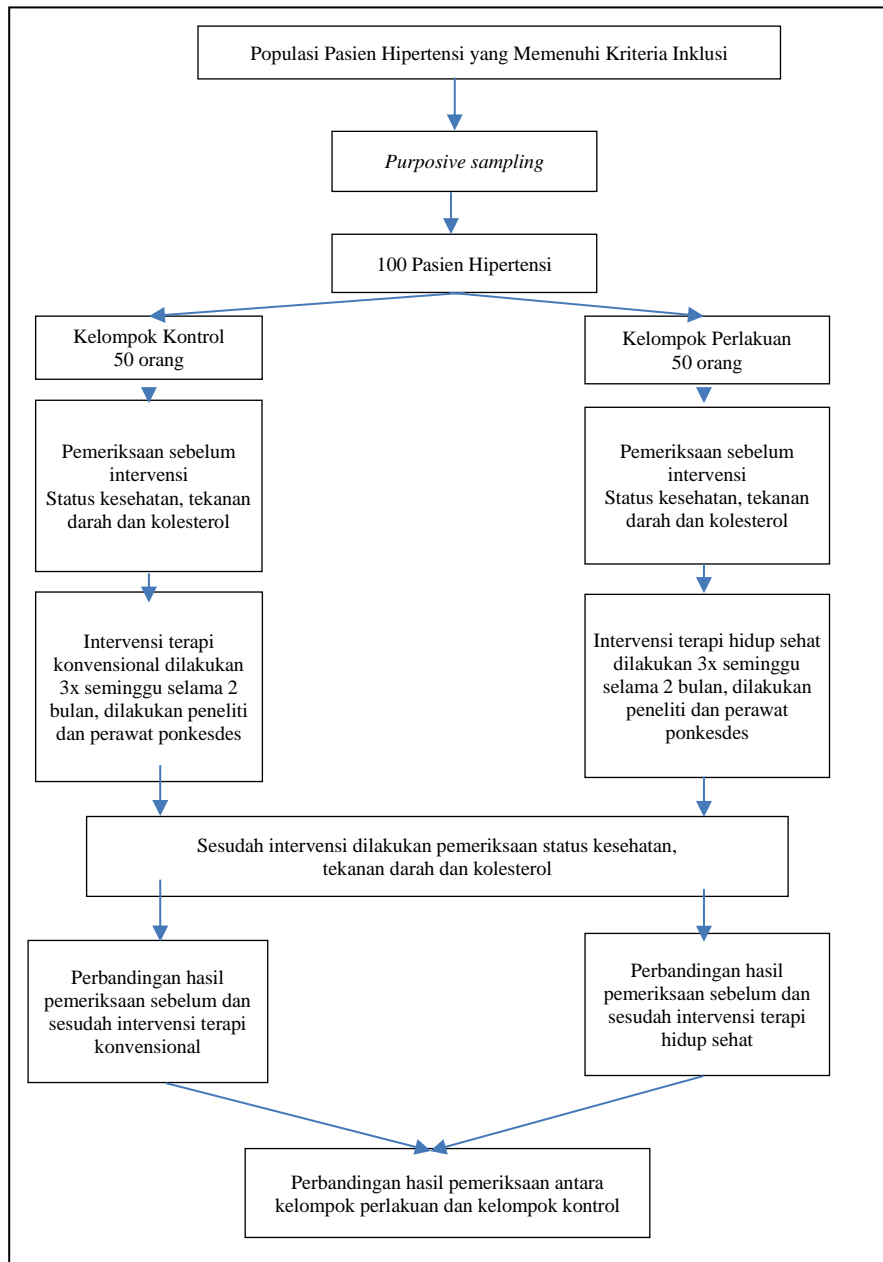 Populasi Pasien Hipertensi yang Memenuhi Kriteria Inklusi
Purposive sampling
100 Pasien Hipertensi
Kelompok Kontrol
50 orang
Kelompok Perlakuan
50 orang
Pemeriksaan sebelum
intervensi
Status kesehatan, tekanan
darah dan kolesterol
Pemeriksaan sebelum
intervensi
Status kesehatan, tekanan
darah dan kolesterol
Intervensi terapi
konvensional dilakukan
3x seminggu selama 2
bulan, dilakukan peneliti
dan perawat ponkesdes
Intervensi terapi hidup sehat
dilakukan 3x seminggu
selama 2 bulan, dilakukan
peneliti dan perawat
ponkesdes
Sesudah intervensi dilakukan pemeriksaan status kesehatan,
tekanan darah dan kolesterol
Perbandingan hasil
pemeriksaan sebelum dan
sesudah intervensi terapi
konvensional
Perbandingan hasil
pemeriksaan sebelum dan
sesudah intervensi terapi
hidup sehat
Perbandingan hasil pemeriksaan antara
kelompok perlakuan dan kelompok kontrol